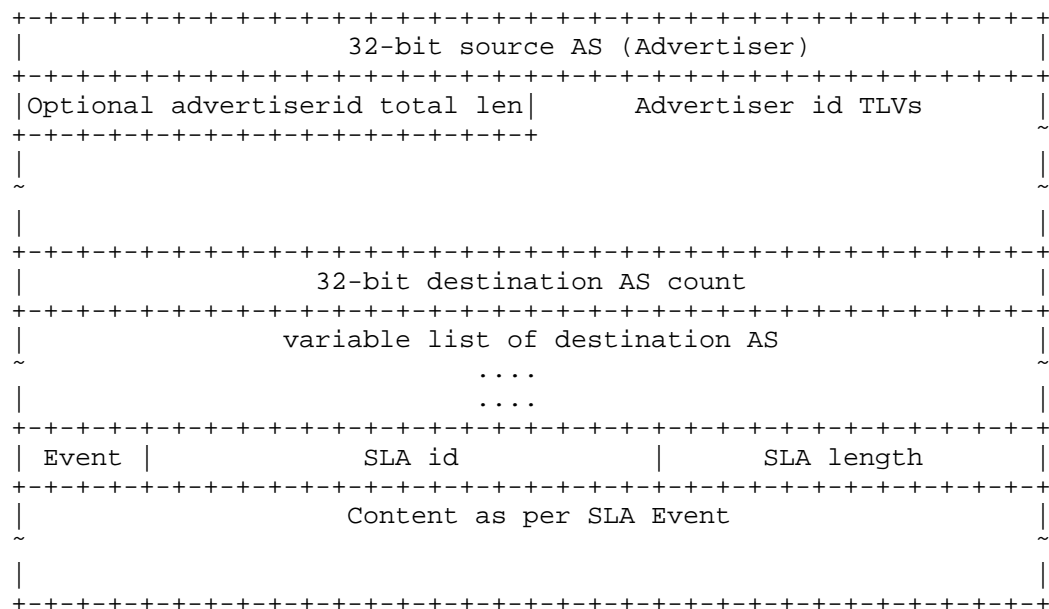 +-+-+-+-+-+-+-+-+-+-+-+-+-+-+-+-+-+-+-+-+-+-+-+-+-+-+-+-+-+-+-+-+
|                    32-bit source AS (Advertiser)              |
+-+-+-+-+-+-+-+-+-+-+-+-+-+-+-+-+-+-+-+-+-+-+-+-+-+-+-+-+-+-+-+-+
|Optional advertiserid total len|      Advertiser id TLVs       |
+-+-+-+-+-+-+-+-+-+-+-+-+-+-+-+-+                               ~
|                                                               |
~                                                               ~
|                                                               |
+-+-+-+-+-+-+-+-+-+-+-+-+-+-+-+-+-+-+-+-+-+-+-+-+-+-+-+-+-+-+-+-+
|                  32-bit destination AS count                  |
+-+-+-+-+-+-+-+-+-+-+-+-+-+-+-+-+-+-+-+-+-+-+-+-+-+-+-+-+-+-+-+-+
|                variable list of destination AS                |
~                            ....                               ~
|                            ....                               |
+-+-+-+-+-+-+-+-+-+-+-+-+-+-+-+-+-+-+-+-+-+-+-+-+-+-+-+-+-+-+-+-+
| Event |             SLA id            |      SLA length       |
+-+-+-+-+-+-+-+-+-+-+-+-+-+-+-+-+-+-+-+-+-+-+-+-+-+-+-+-+-+-+-+-+
|                    Content as per SLA Event                   |
~                                                               ~
|                                                               |
+-+-+-+-+-+-+-+-+-+-+-+-+-+-+-+-+-+-+-+-+-+-+-+-+-+-+-+-+-+-+-+-+